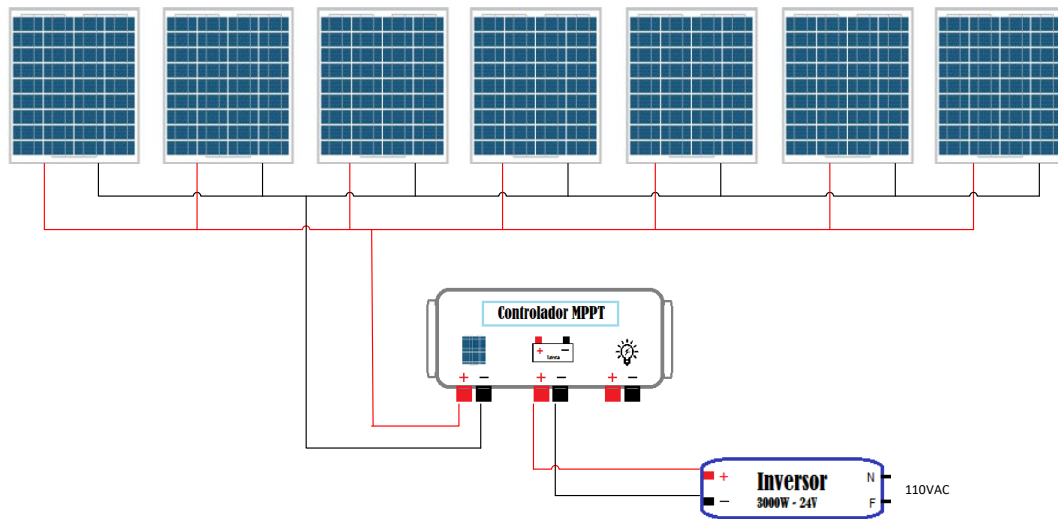 Controlador MPPT
+ −
+ − + − + −
+ Inversor N
− 3000W - 24V F
110VAC